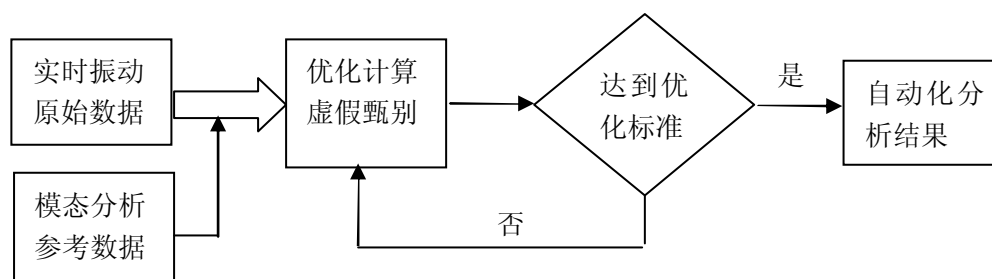 实时振动
原始数据
模态分析
参考数据
优化计算
虚假甄别
达到优
化标准
是
否
自动化分
析结果